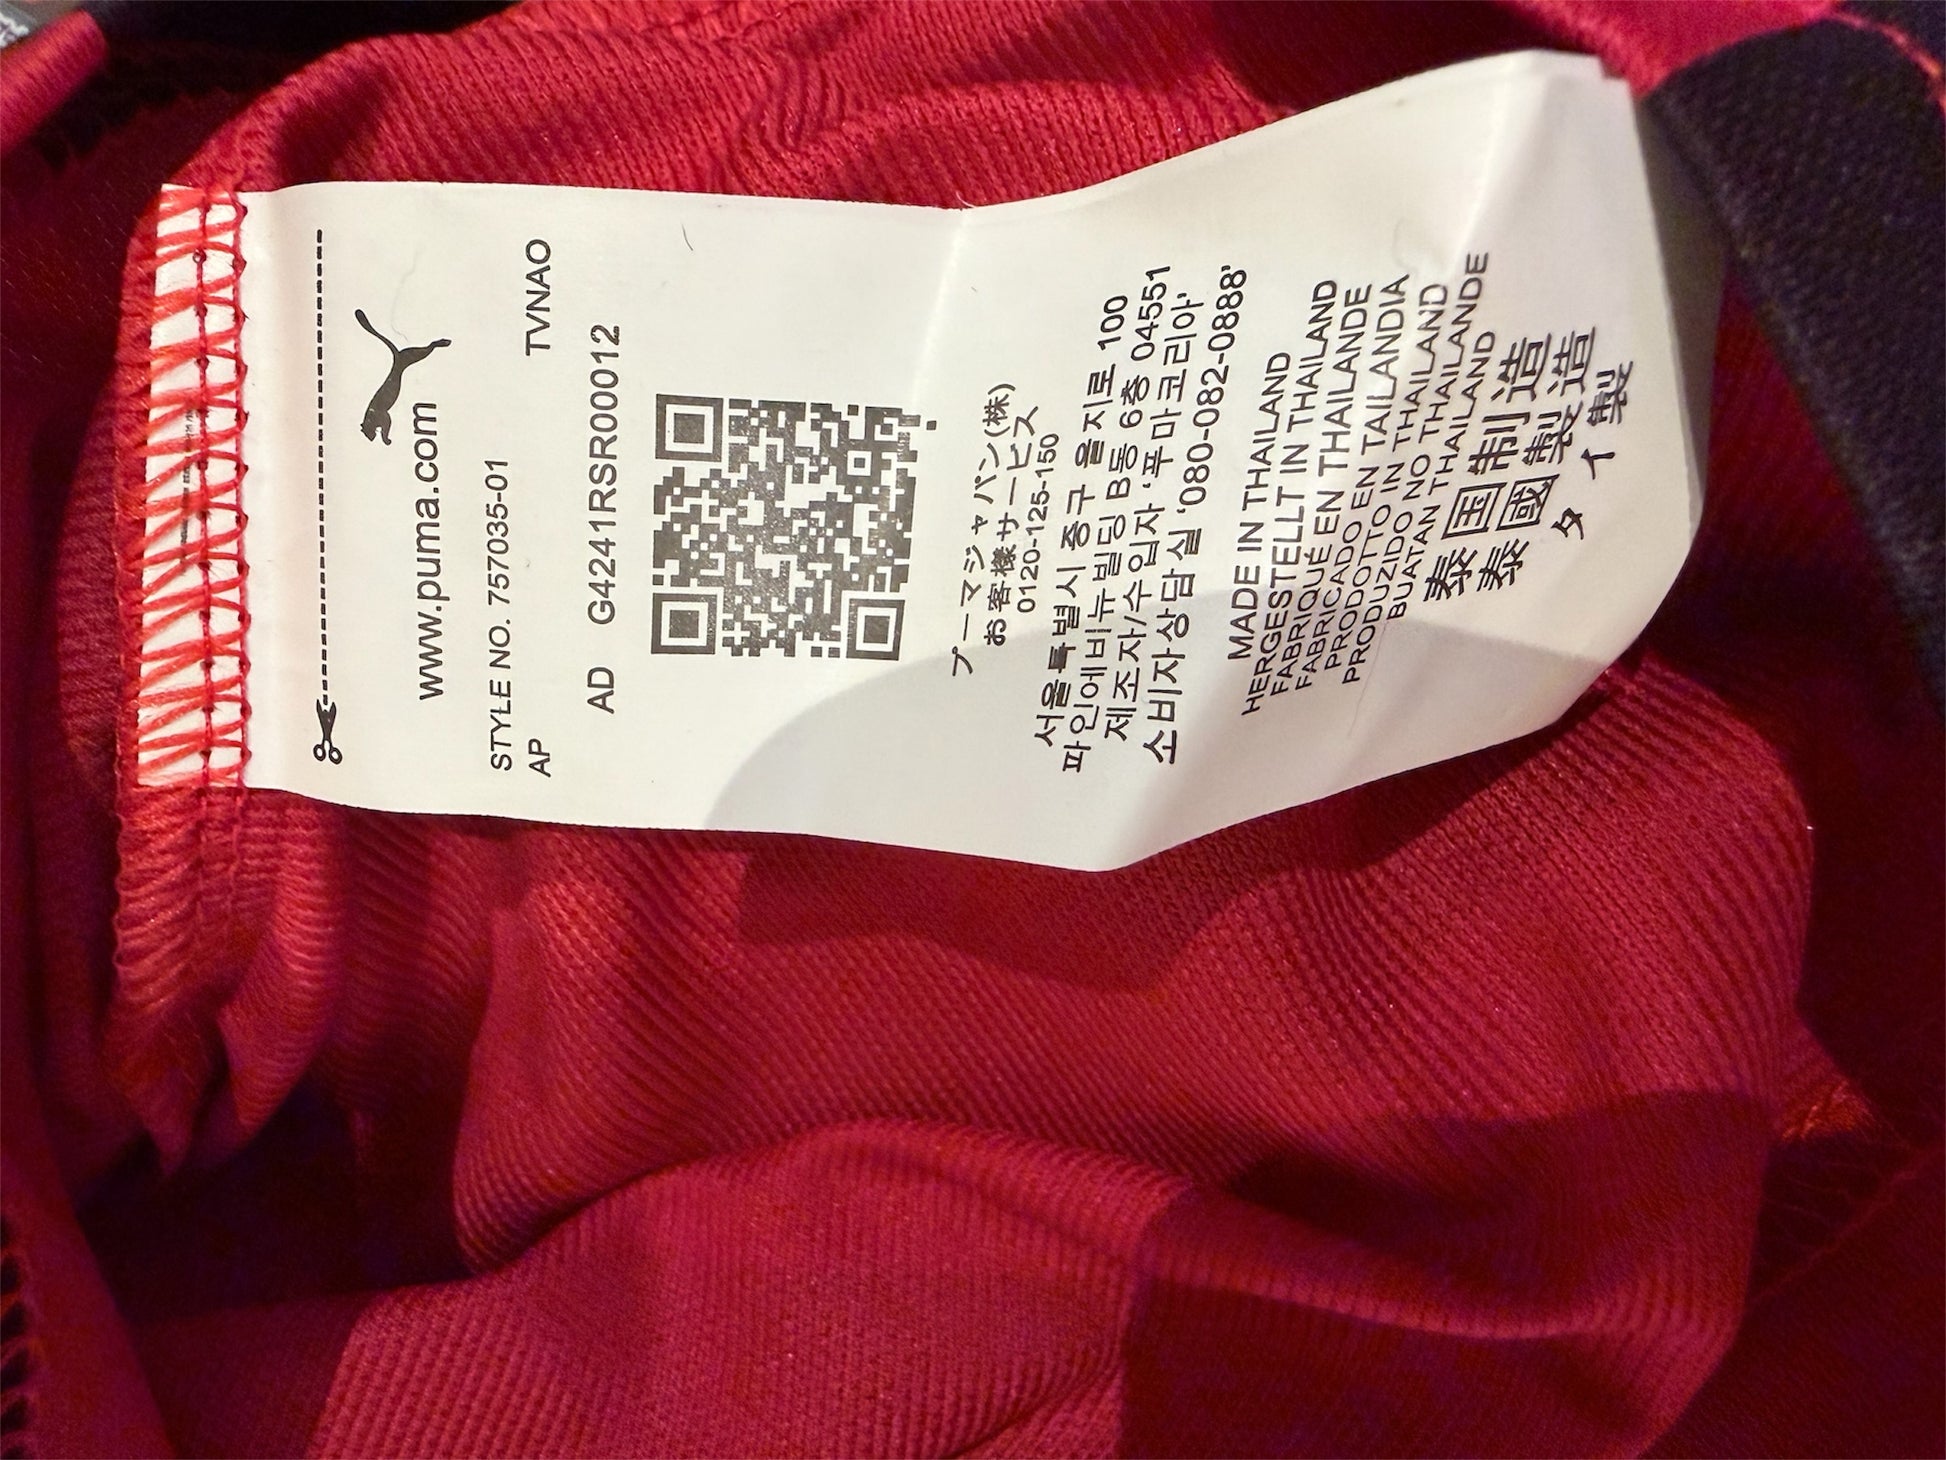 www.puma.com
STYLE NO. 757035-01
AP TVNAO
AD G4241RSR00012
プーマジャパン(株)
お客様サービス
0120-125-150
서울특별시 중구 을지로 100
파인에비뉴빌딩 B동 6층 04551
제조자/수입자 '푸마코리아'
소비자상담실 '080-082-0888'
MADE IN THAILAND
HERGESTELLT IN THAILAND
FABRIQUÉ EN THAILANDE
FABRICADO EN TAILANDIA
PRODOTTO IN THAILAND
PRODUZIDO NO THAILANDE
BUATAN THAILAND
泰国制造
泰國製造
タイ製